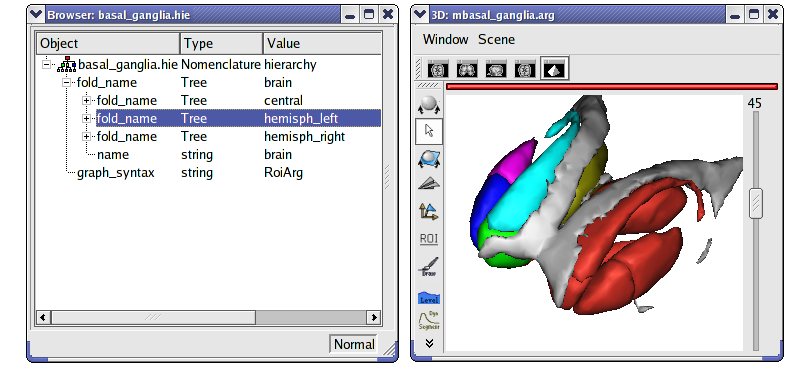 Browser: basal_ganglia.hie
Object Type Value
basal_ganglia.hie Nomenclature hierarchy
fold_name Tree brain
fold_name Tree central
fold_name Tree hemisph_left
fold_name Tree hemisph_right
name string brain
graph_syntax string RoiArg
Normal
3D: mbasal_ganglia.arg
Window Scene
45
ROI
Draw
Level
Dyn
Segment